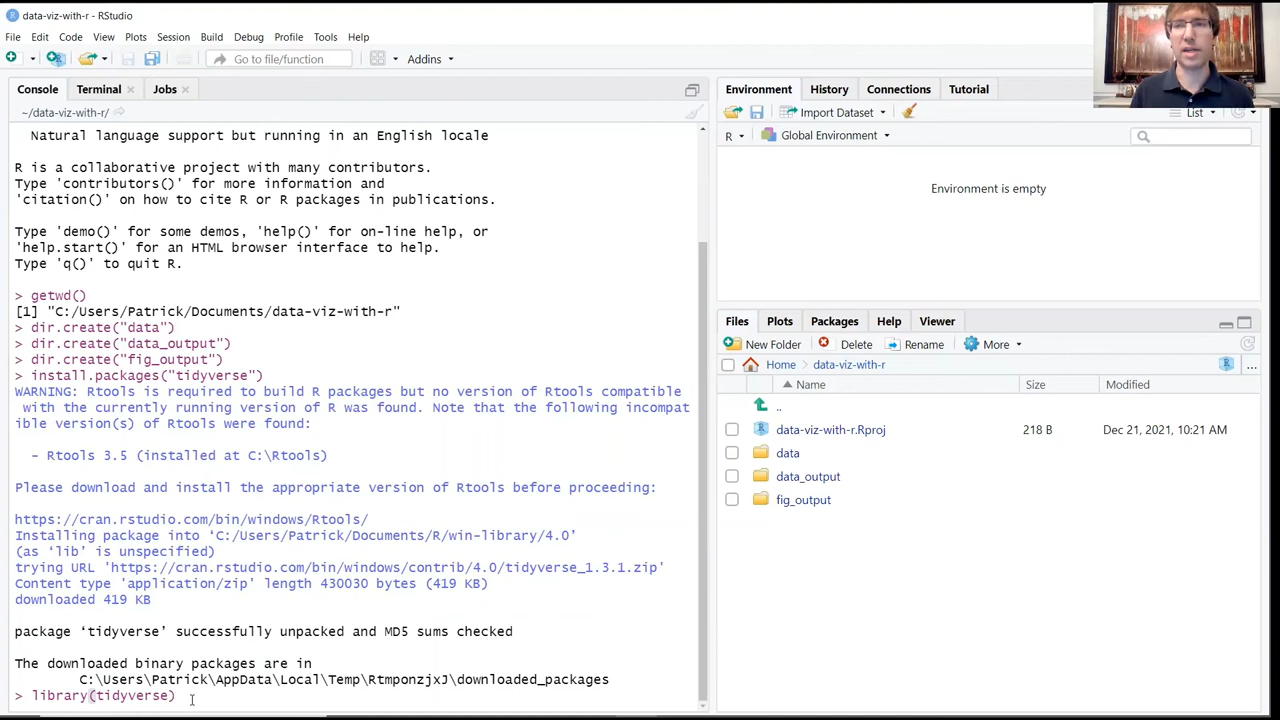 data-viz-with-r - RStudio
File Edit Code View Plots Session Build Debug Profile Tools Help
Go to file/function Addins
Console Terminal Jobs
~/data-viz-with-r/
Natural language support but running in an English locale
R is a collaborative project with many contributors.
Type 'contributors()' for more information and
'citation()' on how to cite R or R packages in publications.
Type 'demo()' for some demos, 'help()' for on-line help, or
'help.start()' for an HTML browser interface to help.
Type 'q()' to quit R.
> getwd()
[1] "C:/Users/Patrick/Documents/data-viz-with-r"
> dir.create("data")
> dir.create("data_output")
> dir.create("fig_output")
> install.packages("tidyverse")
WARNING: Rtools is required to build R packages but no version of Rtools compatible
with the currently running version of R was found. Note that the following incompat
ible version(s) of Rtools were found:
- Rtools 3.5 (installed at C:\Rtools)
Please download and install the appropriate version of Rtools before proceeding:
https://cran.rstudio.com/bin/windows/Rtools/
Installing package into ‘C:/Users/Patrick/Documents/R/win-library/4.0’
(as ‘lib’ is unspecified)
trying URL 'https://cran.rstudio.com/bin/windows/contrib/4.0/tidyverse_1.3.1.zip'
Content type 'application/zip' length 430030 bytes (419 KB)
downloaded 419 KB
package ‘tidyverse’ successfully unpacked and MD5 sums checked
The downloaded binary packages are in
C:\Users\Patrick\AppData\Local\Temp\RtmponzjxJ\downloaded_packages
> library(tidyverse)
Environment History Connections Tutorial
Import Dataset List
R Global Environment
Environment is empty
Files Plots Packages Help Viewer
New Folder Delete Rename More
Home data-viz-with-r ...
Name Size Modified
..
data-viz-with-r.Rproj 218 B Dec 21, 2021, 10:21 AM
data
data_output
fig_output